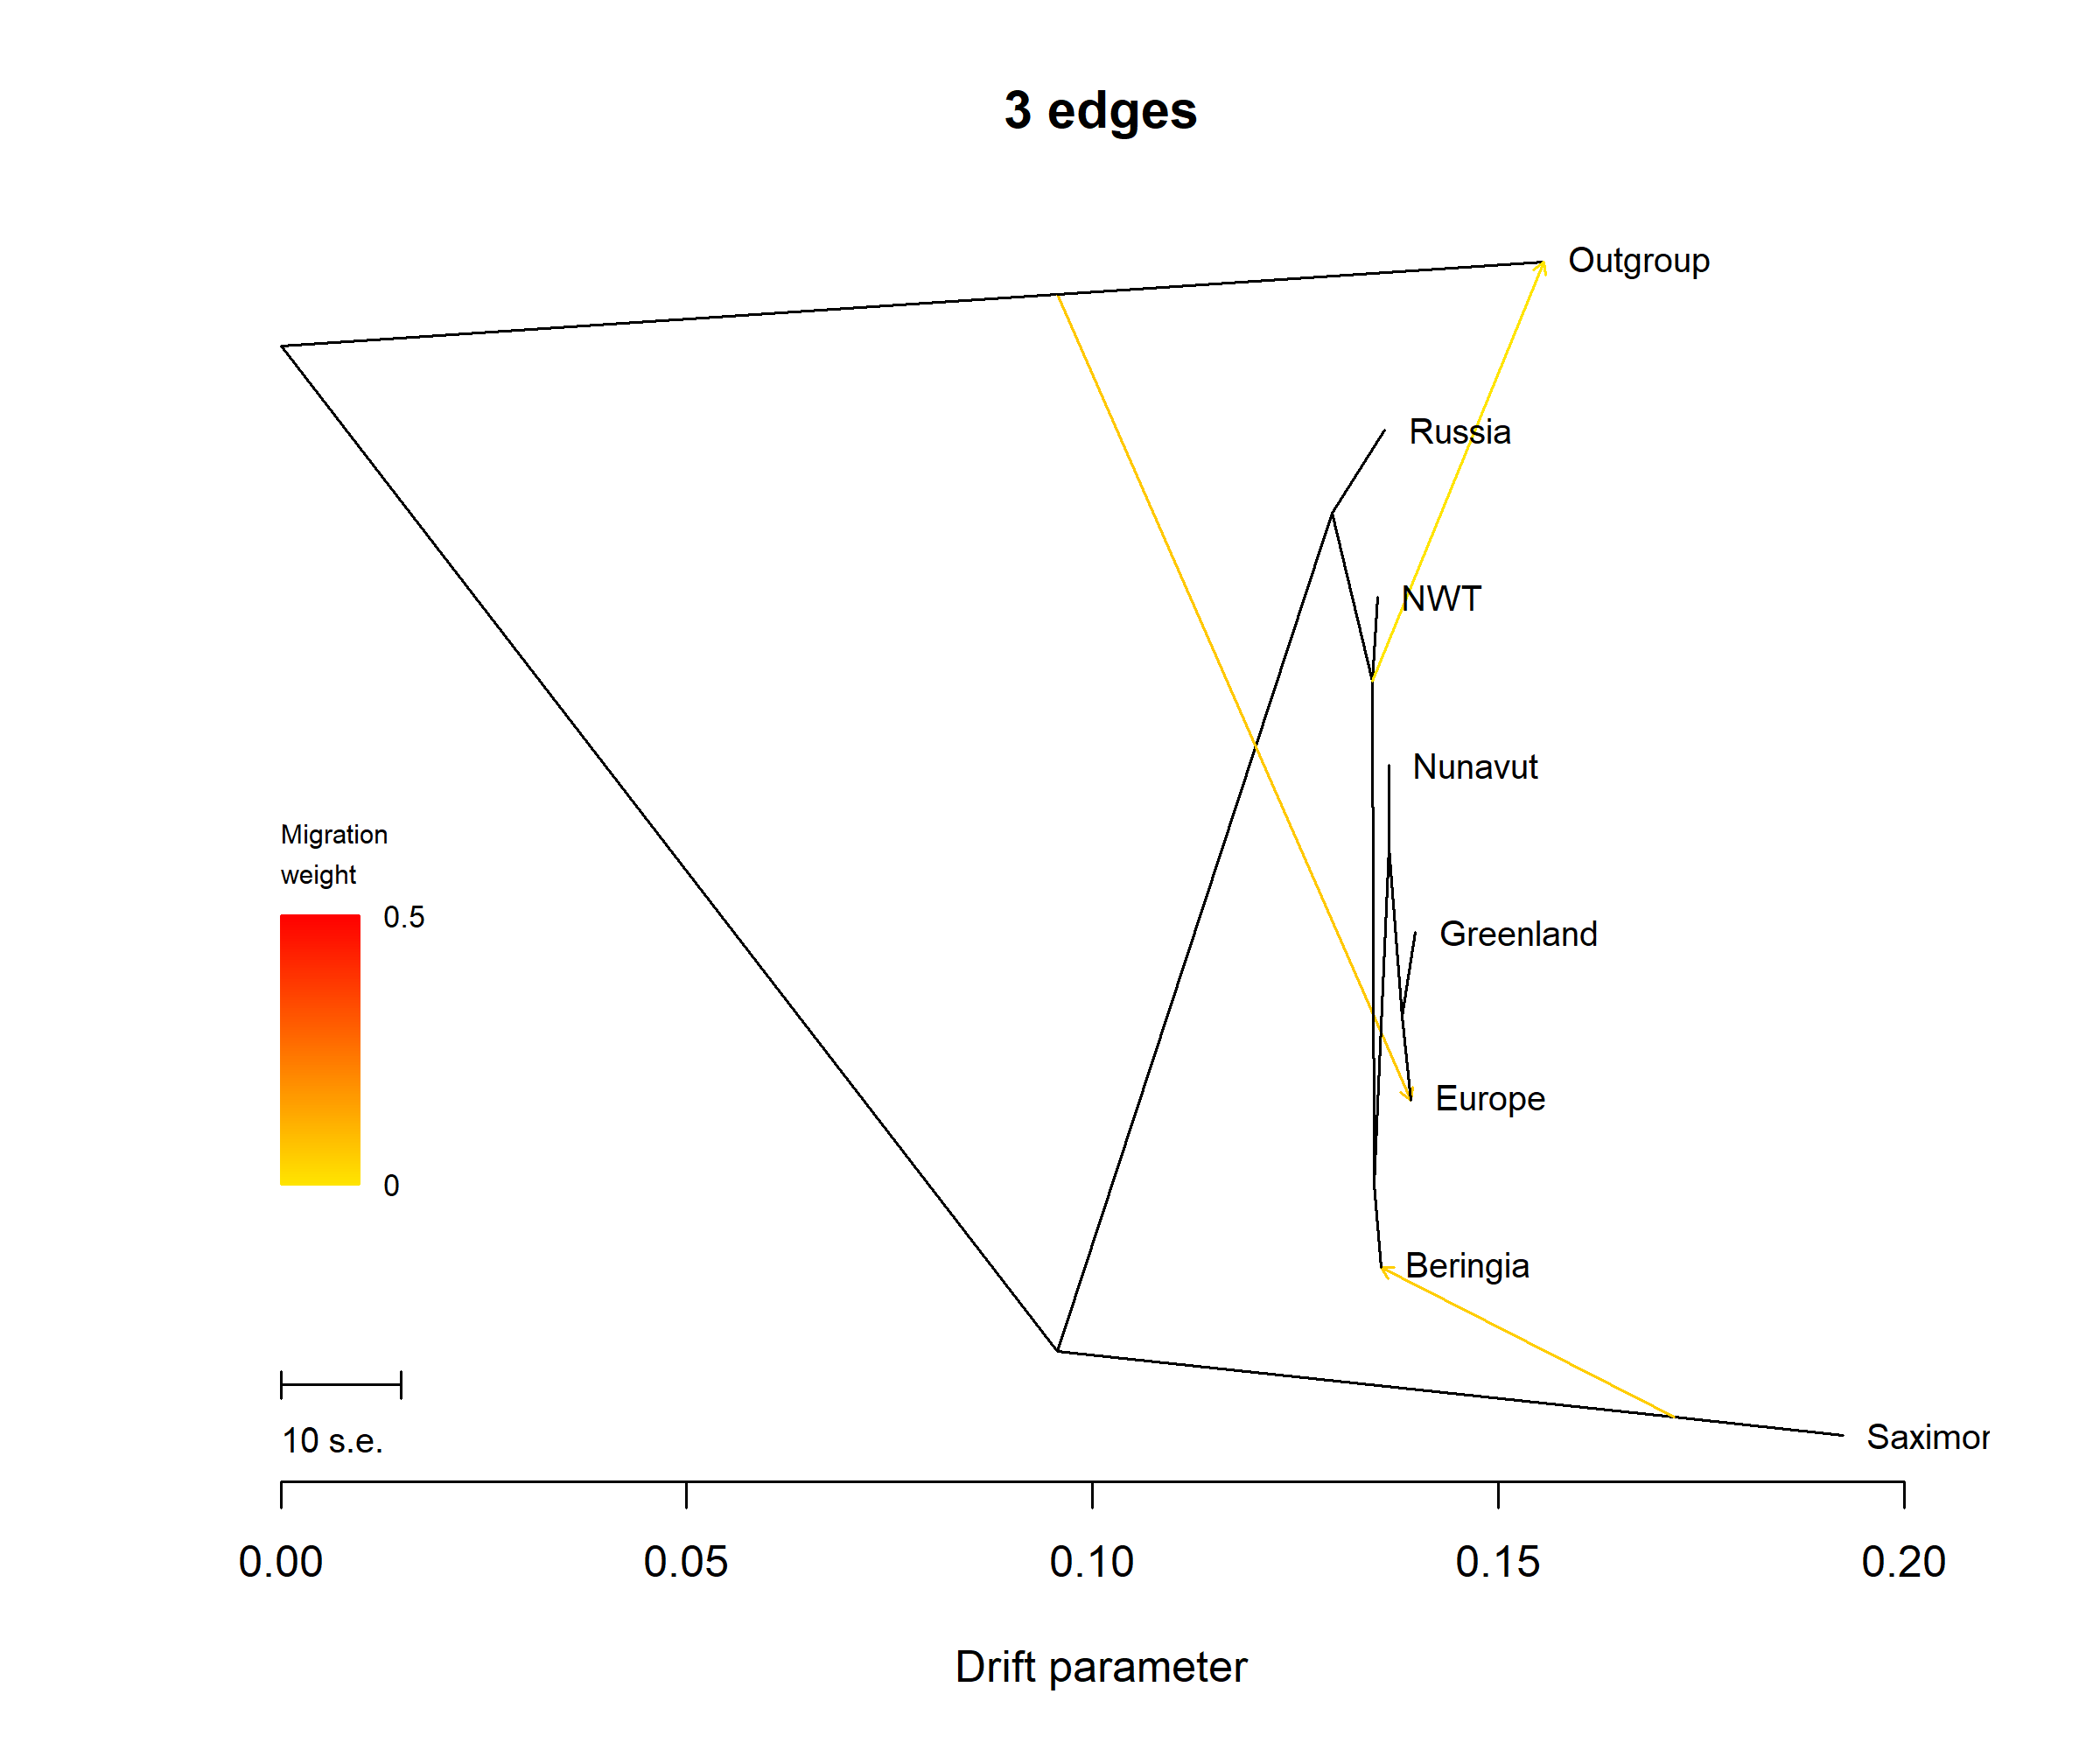 3 edges
Outgroup
Russia
NWT
Nunavut
Migration
weight
0.5
Greenland
Europe
0
Beringia
10 s.e.
Saximor
0.00 0.05 0.10 0.15 0.20
Drift parameter